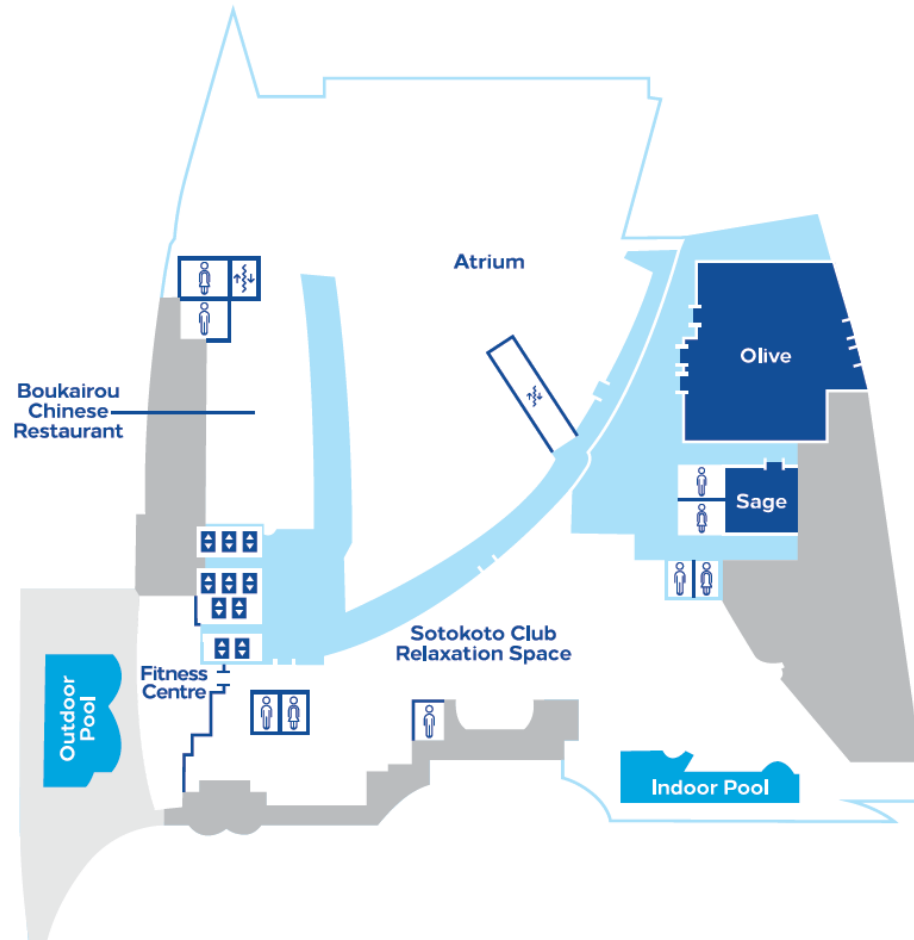 Atrium
Olive
Boukairou
Chinese
Restaurant
Sage
Sotokoto Club
Relaxation Space
Fitness
Centre
Outdoor
Pool
Indoor Pool